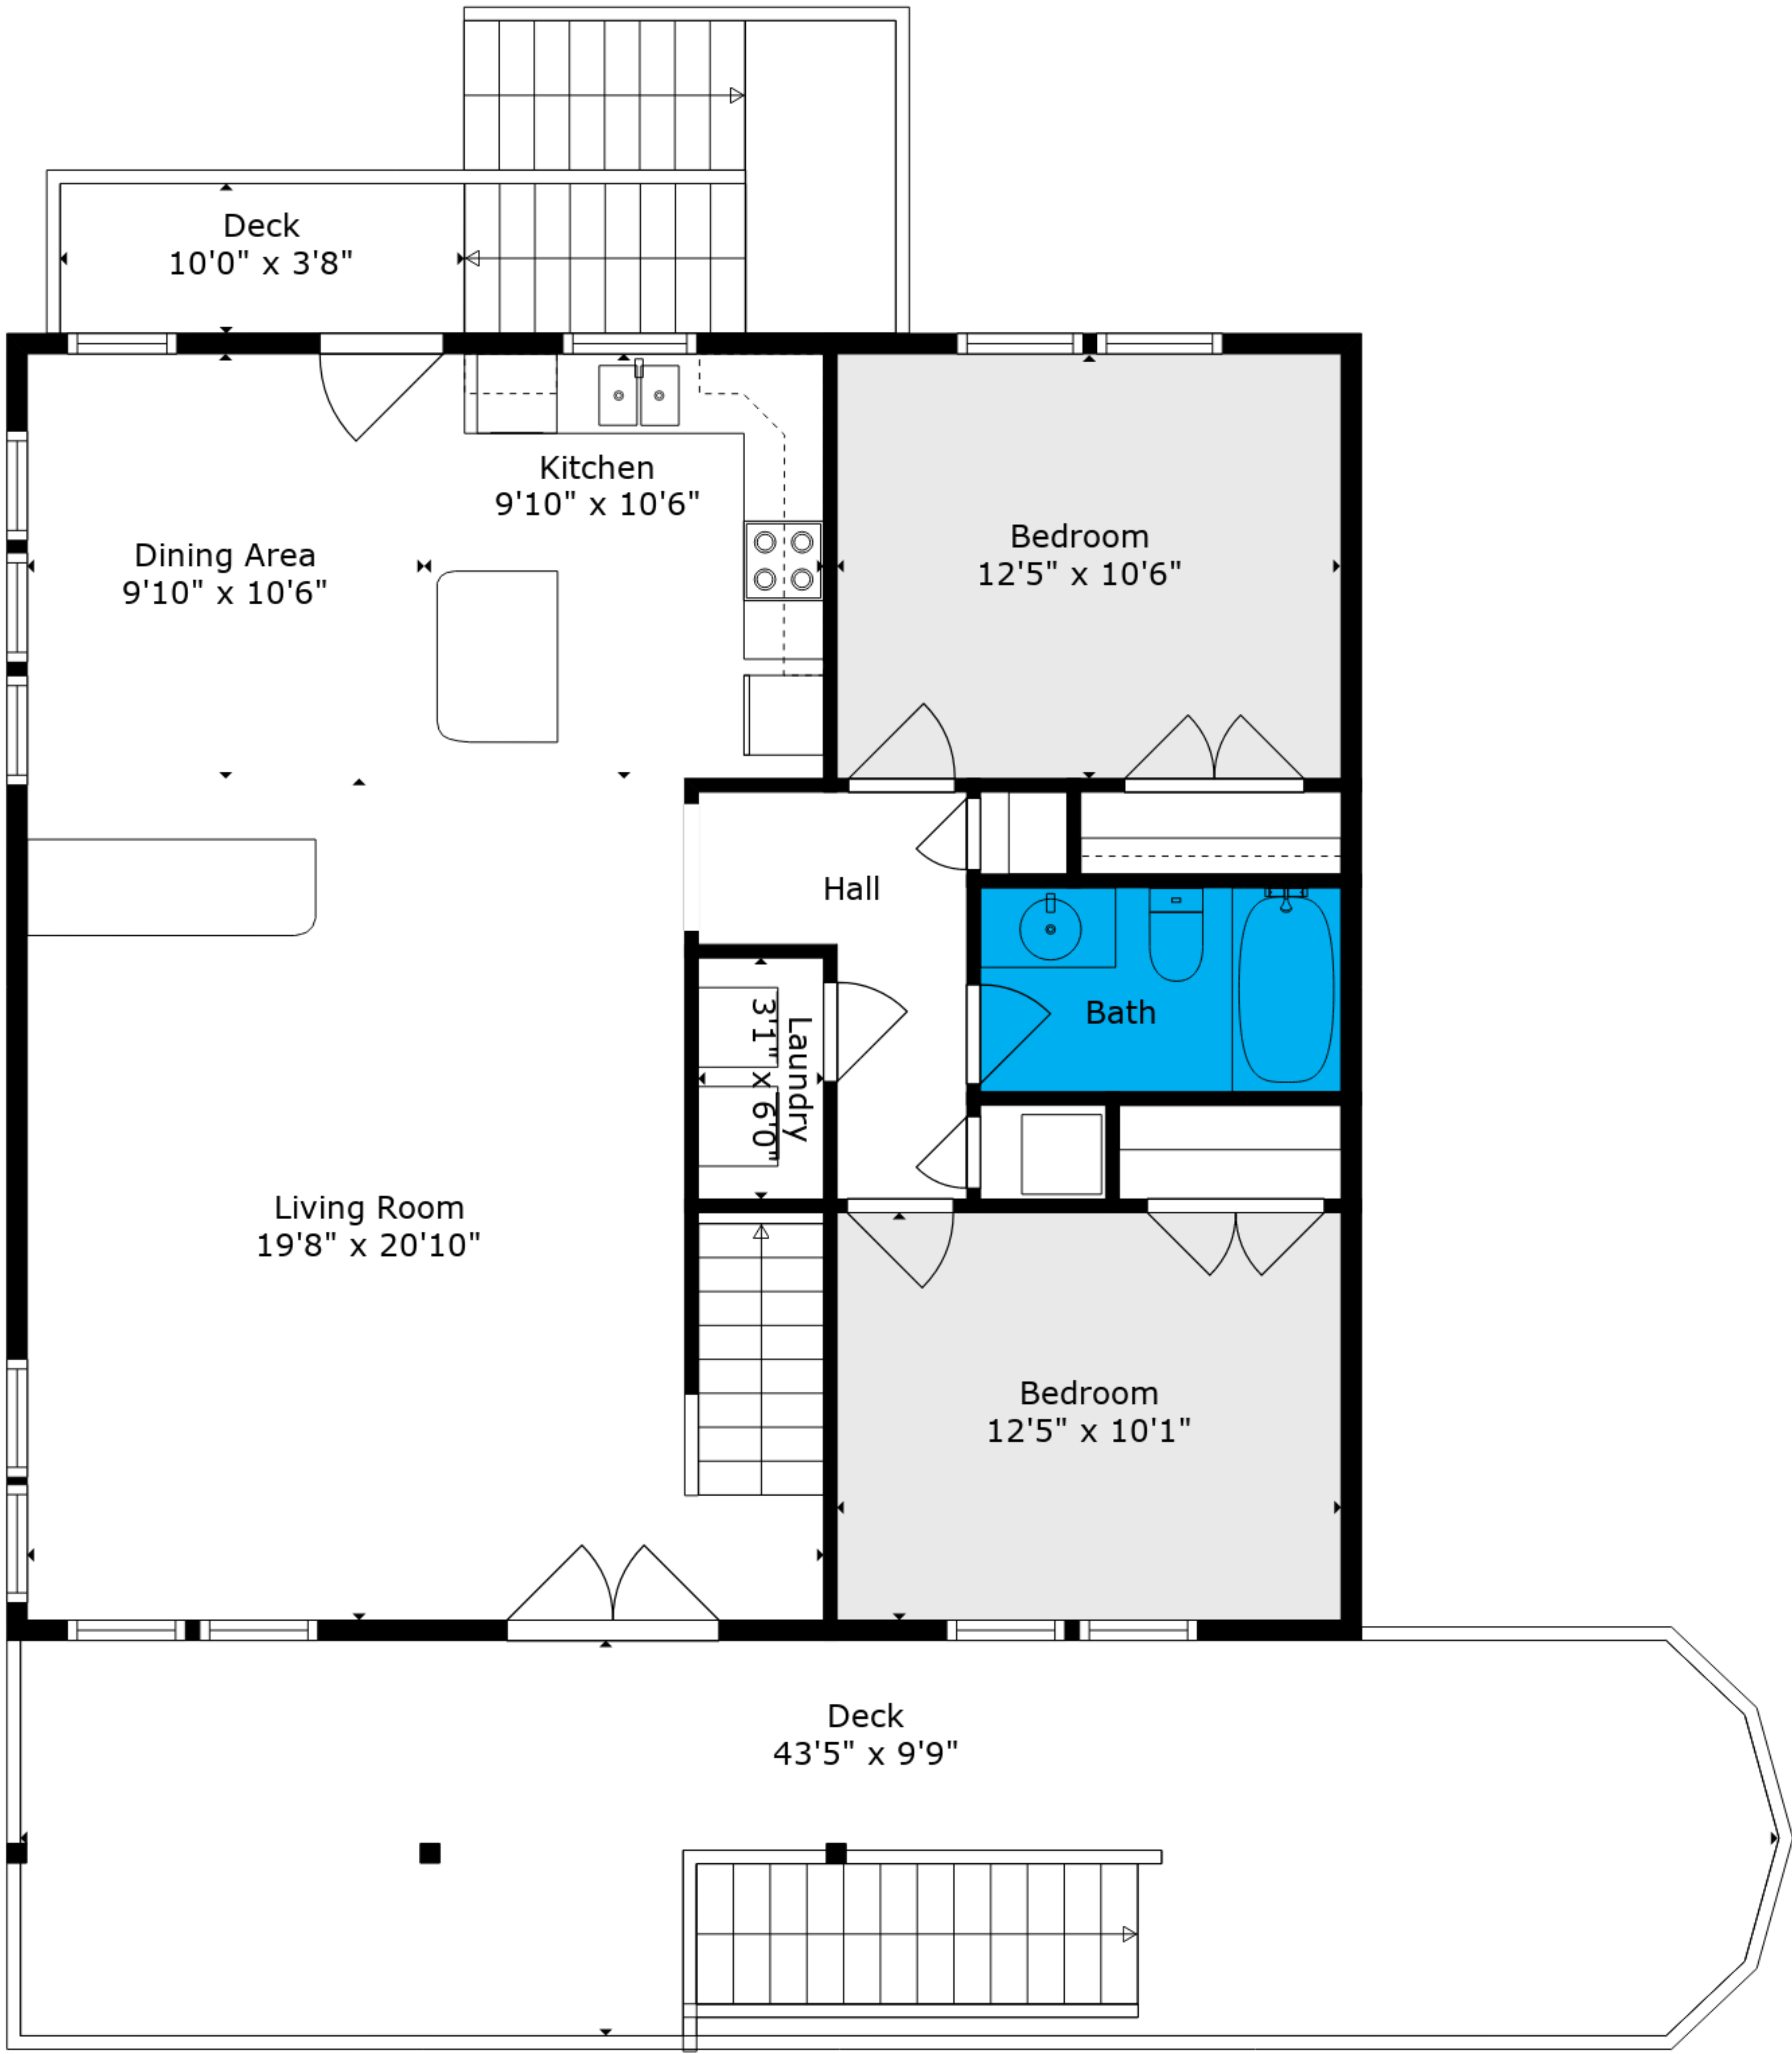 Deck
10'0" x 3'8"
Kitchen
9'10" x 10'6"
Dining Area
9'10" x 10'6"
Bedroom
12'5" x 10'6"
Hall
Bath
Laundry
3'1" x 6'0"
Living Room
19'8" x 20'10"
Bedroom
12'5" x 10'1"
Deck
43'5" x 9'9"